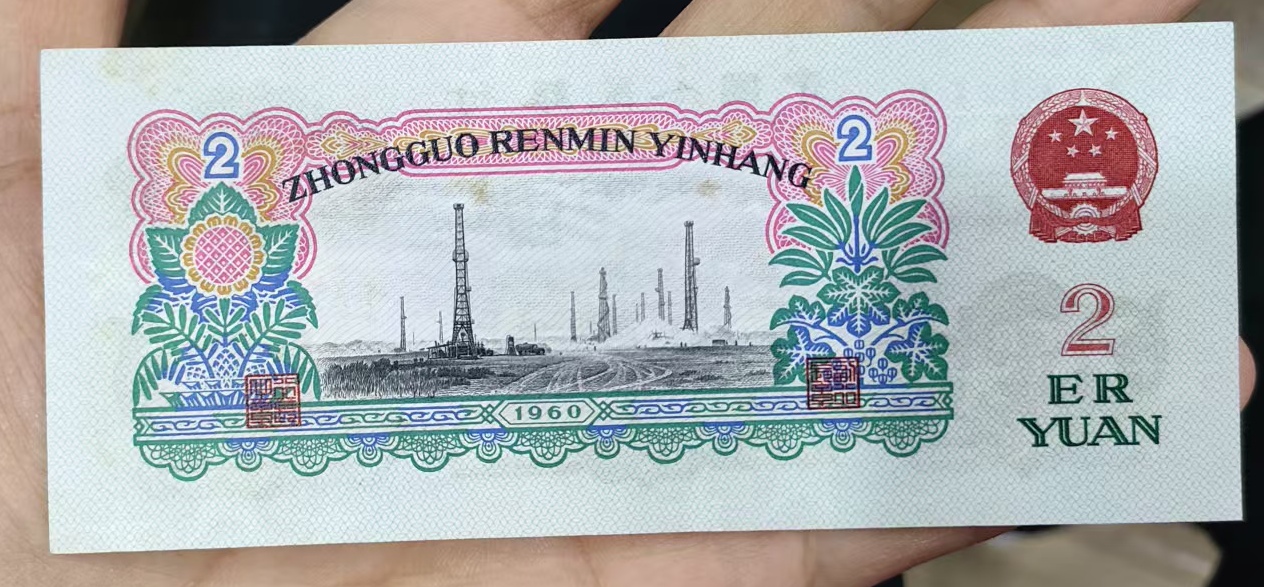 2
2
ZHONGGUO RENMIN YINHANG
1960
2
ER
YUAN